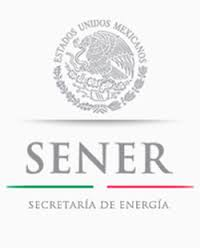 ESTADOS UNIDOS MEXICANOS
SENER
SECRETARÍA DE ENERGÍA